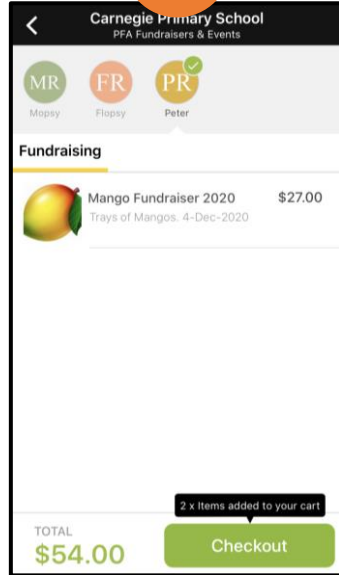 Carnegie Primary School
PFA Fundraisers & Events
MR FR PR
Mopsy Flopsy Peter
Fundraising
Mango Fundraiser 2020 $27.00
Trays of Mangos. 4-Dec-2020
2 x Items added to your cart
TOTAL
$54.00
Checkout